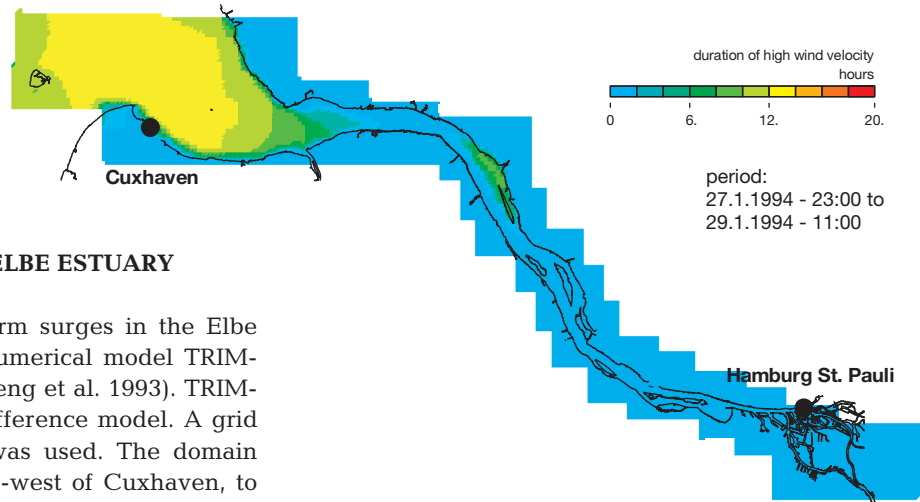 duration of high wind velocity
hours
0 6. 12. 20.
period:
27.1.1994 - 23:00 to
29.1.1994 - 11:00
Cuxhaven
Hamburg St. Pauli
ELBE ESTUARY
rm surges in the Elbe
umerical model TRIM-
eng et al. 1993). TRIM-
ifference model. A grid
was used. The domain
-west of Cuxhaven, to